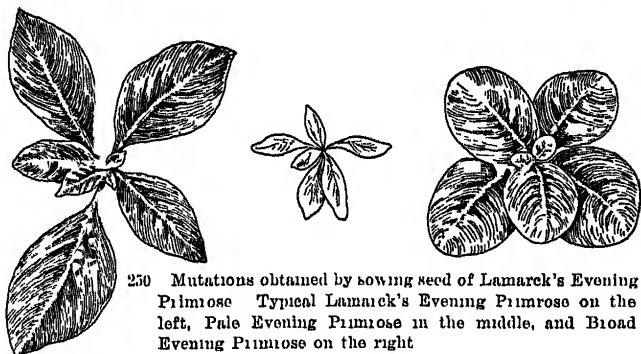 250 Mutations obtained by sowing seed of Lamarck's Evening
Primrose Typical Lamarck's Evening Primrose on the
left, Pale Evening Primrose in the middle, and Broad
Evening Primrose on the right